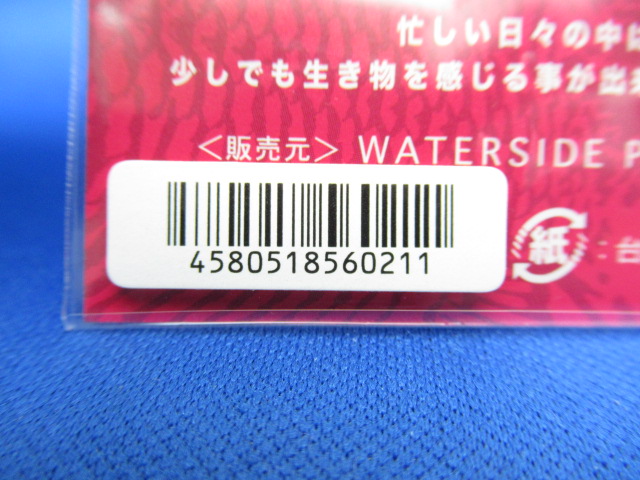 忙しい日々の中に
少しでも生き物を感じる事が出
＜販売元＞ WATERSIDE P
4580518560211
紙:台